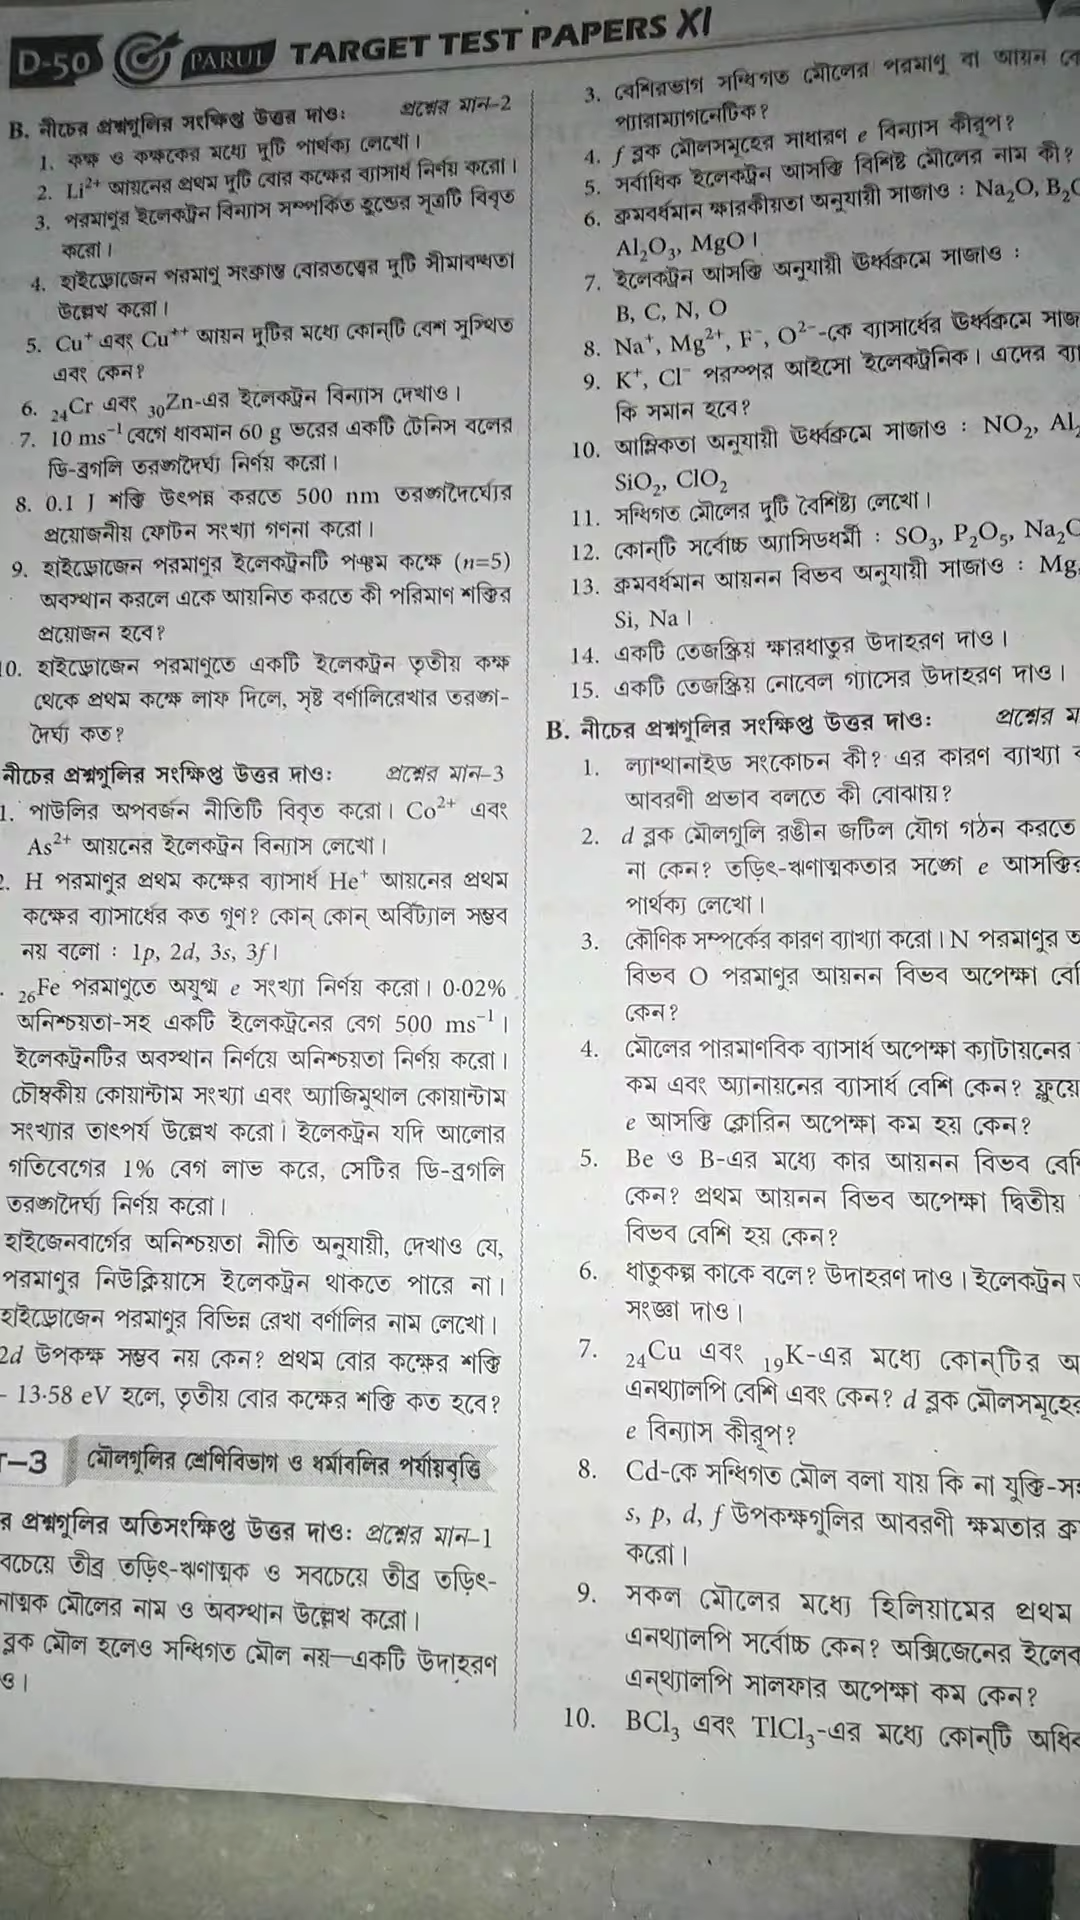 D-50 PARUL TARGET TEST PAPERS XI
B. নীচের প্রশ্নগুলির সংক্ষিপ্ত উত্তর দাও: প্রশ্নের মান-2
1. কক্ষ ও কক্ষকের মধ্যে দুটি পার্থক্য লেখো।
2. Li²⁺ আয়নের প্রথম দুটি বোর কক্ষের ব্যাসার্ধ নির্ণয় করো।
3. পরমাণুর ইলেকট্রন বিন্যাস সম্পর্কিত হুন্ডের সূত্রটি বিবৃত
করো।
4. হাইড্রোজেন পরমাণু সংক্রান্ত বোরতত্ত্বের দুটি সীমাবদ্ধতা
উল্লেখ করো।
5. Cu⁺ এবং Cu⁺⁺ আয়ন দুটির মধ্যে কোন্‌টি বেশ সুস্থিত
এবং কেন?
6. ₂₄Cr এবং ₃₀Zn-এর ইলেকট্রন বিন্যাস দেখাও।
7. 10 ms⁻¹ বেগে ধাবমান 60 g ভরের একটি টেনিস বলের
ডি-ব্রগলি তরঙ্গদৈর্ঘ্য নির্ণয় করো।
8. 0.1 J শক্তি উৎপন্ন করতে 500 nm তরঙ্গদৈর্ঘ্যের
প্রয়োজনীয় ফোটন সংখ্যা গণনা করো।
9. হাইড্রোজেন পরমাণুর ইলেকট্রনটি পঞ্চম কক্ষে (n=5)
অবস্থান করলে একে আয়নিত করতে কী পরিমাণ শক্তির
প্রয়োজন হবে?
10. হাইড্রোজেন পরমাণুতে একটি ইলেকট্রন তৃতীয় কক্ষ
থেকে প্রথম কক্ষে লাফ দিলে, সৃষ্ট বর্ণালিরেখার তরঙ্গ-
দৈর্ঘ্য কত?
নীচের প্রশ্নগুলির সংক্ষিপ্ত উত্তর দাও: প্রশ্নের মান-3
1. পাউলির অপবর্জন নীতিটি বিবৃত করো। Co²⁺ এবং
As²⁺ আয়নের ইলেকট্রন বিন্যাস লেখো।
2. H পরমাণুর প্রথম কক্ষের ব্যাসার্ধ He⁺ আয়নের প্রথম
কক্ষের ব্যাসার্ধের কত গুণ? কোন্ কোন্ অর্বিট্যাল সম্ভব
নয় বলো : 1p, 2d, 3s, 3f।
₂₆Fe পরমাণুতে অযুগ্ম e সংখ্যা নির্ণয় করো। 0·02%
অনিশ্চয়তা-সহ একটি ইলেকট্রনের বেগ 500 ms⁻¹।
ইলেকট্রনটির অবস্থান নির্ণয়ে অনিশ্চয়তা নির্ণয় করো।
চৌম্বকীয় কোয়ান্টাম সংখ্যা এবং অ্যাজিমুথাল কোয়ান্টাম
সংখ্যার তাৎপর্য উল্লেখ করো। ইলেকট্রন যদি আলোর
গতিবেগের 1% বেগ লাভ করে, সেটির ডি-ব্রগলি
তরঙ্গদৈর্ঘ্য নির্ণয় করো।
হাইজেনবার্গের অনিশ্চয়তা নীতি অনুযায়ী, দেখাও যে,
পরমাণুর নিউক্লিয়াসে ইলেকট্রন থাকতে পারে না।
হাইড্রোজেন পরমাণুর বিভিন্ন রেখা বর্ণালির নাম লেখো।
2d উপকক্ষ সম্ভব নয় কেন? প্রথম বোর কক্ষের শক্তি
– 13·58 eV হলে, তৃতীয় বোর কক্ষের শক্তি কত হবে?
–3 মৌলগুলির শ্রেণিবিভাগ ও ধর্মাবলির পর্যায়বৃত্তি
র প্রশ্নগুলির অতিসংক্ষিপ্ত উত্তর দাও: প্রশ্নের মান-1
বচেয়ে তীব্র তড়িৎ-ঋণাত্মক ও সবচেয়ে তীব্র তড়িৎ-
নাত্মক মৌলের নাম ও অবস্থান উল্লেখ করো।
ব্লক মৌল হলেও সন্ধিগত মৌল নয়—একটি উদাহরণ
ও।
3. বেশিরভাগ সন্ধিগত মৌলের পরমাণু বা আয়ন
প্যারাম্যাগনেটিক?
4. f ব্লক মৌলসমূহের সাধারণ e বিন্যাস কীরূপ?
5. সর্বাধিক ইলেকট্রন আসক্তি বিশিষ্ট মৌলের নাম কী?
6. ক্রমবর্ধমান ক্ষারকীয়তা অনুযায়ী সাজাও : Na₂O, B₂O
Al₂O₃, MgO।
7. ইলেকট্রন আসক্তি অনুযায়ী ঊর্ধ্বক্রমে সাজাও :
B, C, N, O
8. Na⁺, Mg²⁺, F⁻, O²⁻-কে ব্যাসার্ধের ঊর্ধ্বক্রমে সাজ
9. K⁺, Cl⁻ পরস্পর আইসো ইলেকট্রনিক। এদের ব্যা
কি সমান হবে?
10. আম্লিকতা অনুযায়ী ঊর্ধ্বক্রমে সাজাও : NO₂, Al₂
SiO₂, ClO₂
11. সন্ধিগত মৌলের দুটি বৈশিষ্ট্য লেখো।
12. কোন্‌টি সর্বোচ্চ অ্যাসিডধর্মী : SO₃, P₂O₅, Na₂O
13. ক্রমবর্ধমান আয়নন বিভব অনুযায়ী সাজাও : Mg,
Si, Na।
14. একটি তেজস্ক্রিয় ক্ষারধাতুর উদাহরণ দাও।
15. একটি তেজস্ক্রিয় নোবেল গ্যাসের উদাহরণ দাও।
B. নীচের প্রশ্নগুলির সংক্ষিপ্ত উত্তর দাও: প্রশ্নের ম
1. ল্যান্থানাইড সংকোচন কী? এর কারণ ব্যাখ্যা
আবরণী প্রভাব বলতে কী বোঝায়?
2. d ব্লক মৌলগুলি রঙীন জটিল যৌগ গঠন করতে
না কেন? তড়িৎ-ঋণাত্মকতার সঙ্গে e আসক্তির
পার্থক্য লেখো।
3. কৌণিক সম্পর্কের কারণ ব্যাখ্যা করো। N পরমাণুর
বিভব O পরমাণুর আয়নন বিভব অপেক্ষা বেশি
কেন?
4. মৌলের পারমাণবিক ব্যাসার্ধ অপেক্ষা ক্যাটায়নের
কম এবং অ্যানায়নের ব্যাসার্ধ বেশি কেন? ফ্লুয়ো
e আসক্তি ক্লোরিন অপেক্ষা কম হয় কেন?
5. Be ও B-এর মধ্যে কার আয়নন বিভব বেশি
কেন? প্রথম আয়নন বিভব অপেক্ষা দ্বিতীয়
বিভব বেশি হয় কেন?
6. ধাতুকল্প কাকে বলে? উদাহরণ দাও। ইলেকট্রন
সংজ্ঞা দাও।
7. ₂₄Cu এবং ₁₉K-এর মধ্যে কোন্‌টির আ
এনথ্যালপি বেশি এবং কেন? d ব্লক মৌলসমূহের
e বিন্যাস কীরূপ?
8. Cd-কে সন্ধিগত মৌল বলা যায় কি না যুক্তি-সহ
s, p, d, f উপকক্ষগুলির আবরণী ক্ষমতার ক্র
করো।
9. সকল মৌলের মধ্যে হিলিয়ামের প্রথম
এনথ্যালপি সর্বোচ্চ কেন? অক্সিজেনের ইলেক
এন্থ্যালপি সালফার অপেক্ষা কম কেন?
10. BCl₃ এবং TlCl₃-এর মধ্যে কোন্‌টি অধিক